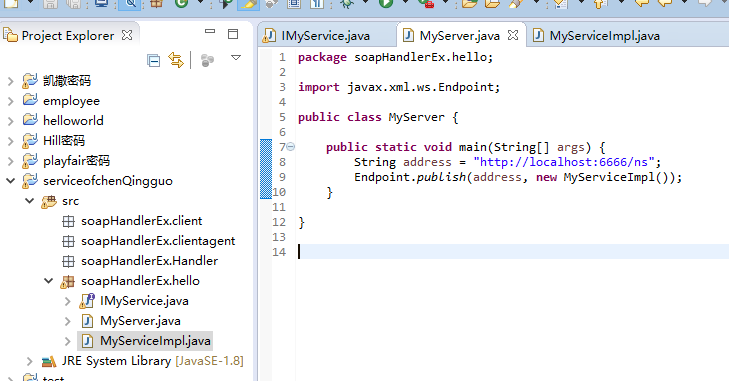 Project Explorer
凯撒密码
employee
helloworld
Hill密码
playfair密码
serviceofchenQingguo
src
soapHandlerEx.client
soapHandlerEx.clientagent
soapHandlerEx.Handler
soapHandlerEx.hello
IMyService.java
MyServer.java
MyServiceImpl.java
JRE System Library [JavaSE-1.8]
test
IMyService.java MyServer.java MyServiceImpl.java
1 package soapHandlerEx.hello;
2
3 import javax.xml.ws.Endpoint;
4
5 public class MyServer {
6
7 public static void main(String[] args) {
8 String address = "http://localhost:6666/ns";
9 Endpoint.publish(address, new MyServiceImpl());
10 }
11
12 }
13
14